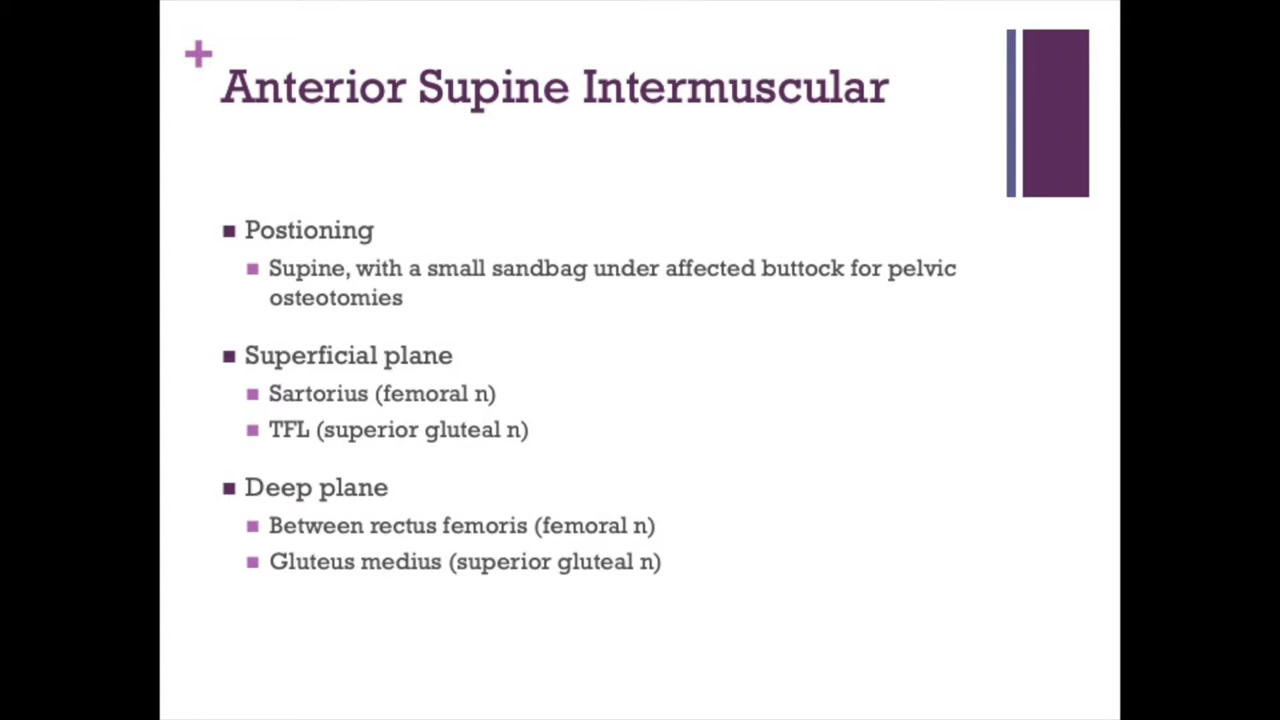 +
Anterior Supine Intermuscular
Postioning
Supine, with a small sandbag under affected buttock for pelvic
osteotomies
Superficial plane
Sartorius (femoral n)
TFL (superior gluteal n)
Deep plane
Between rectus femoris (femoral n)
Gluteus medius (superior gluteal n)